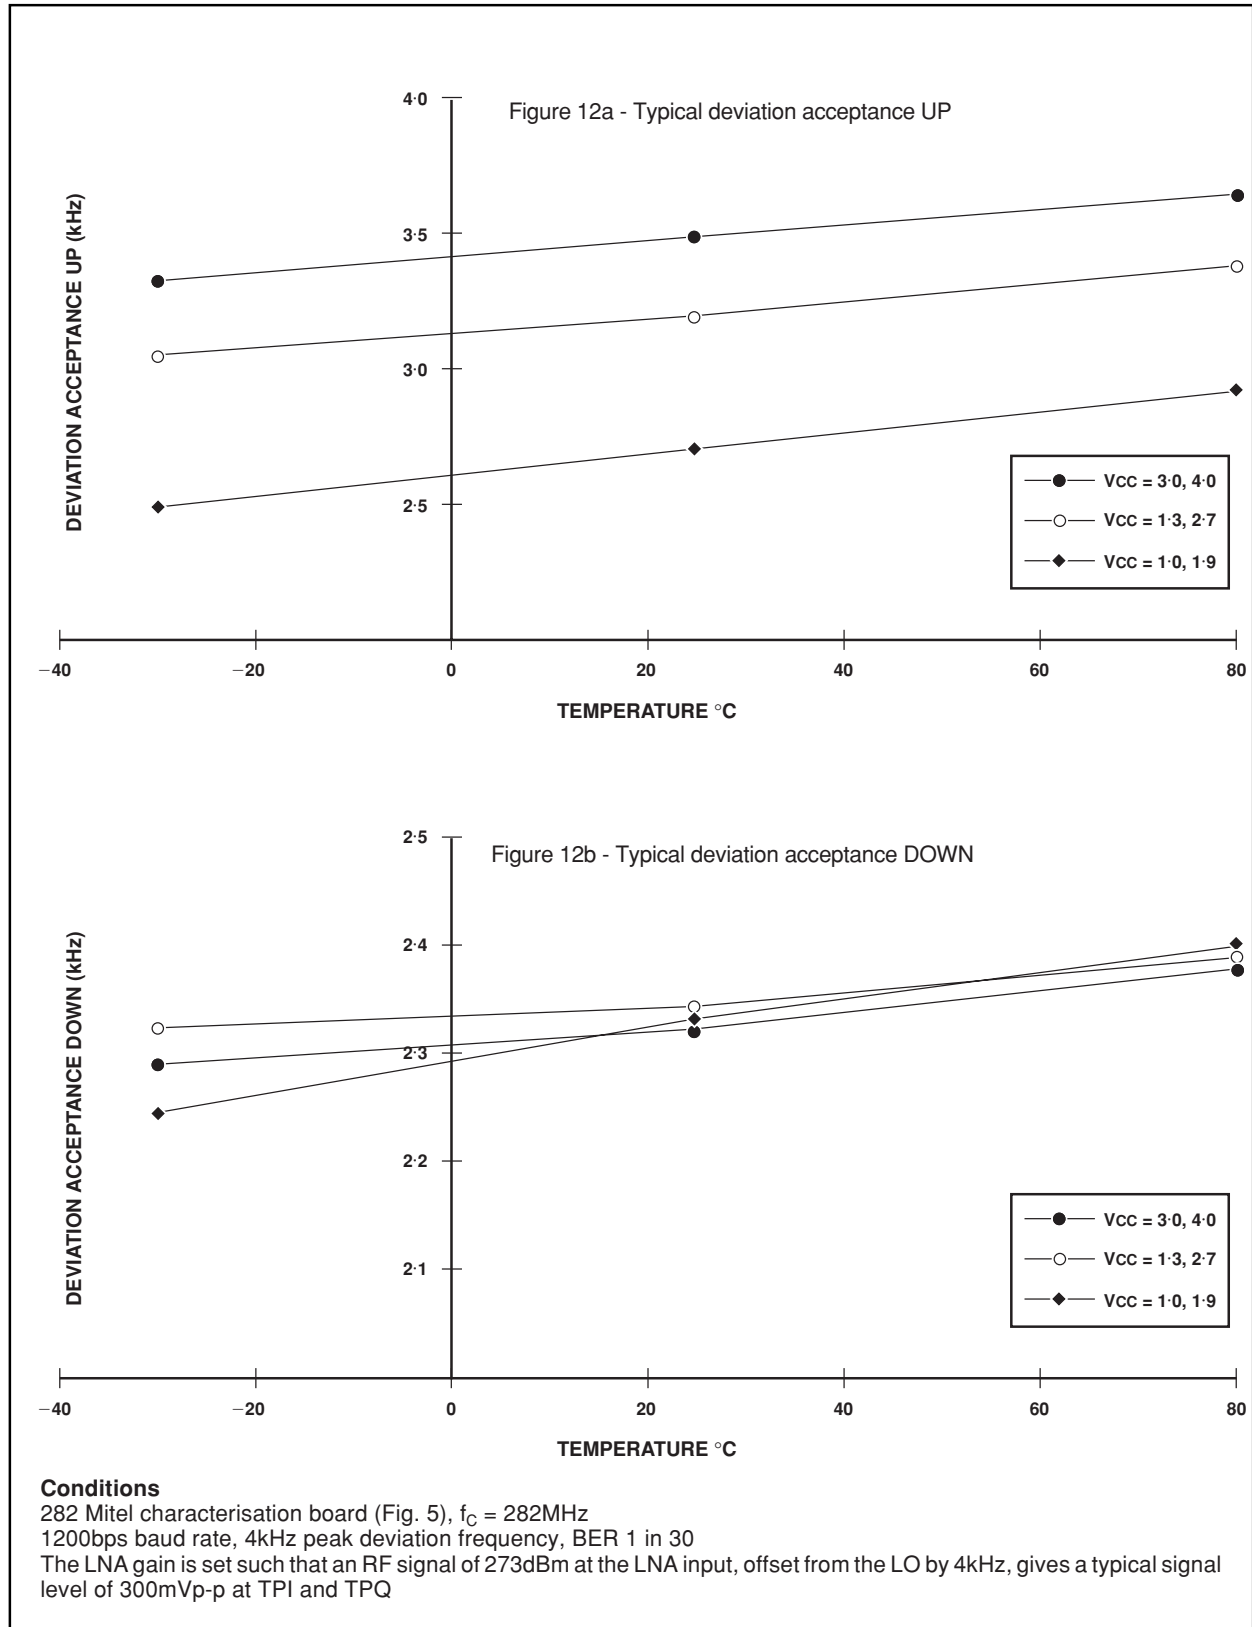 Figure 12a - Typical deviation acceptance UP
DEVIATION ACCEPTANCE UP (kHz)
4·0
3·5
3·0
2·5
VCC = 3·0, 4·0
VCC = 1·3, 2·7
VCC = 1·0, 1·9
−40 −20 0 20 40 60 80
TEMPERATURE °C
Figure 12b - Typical deviation acceptance DOWN
DEVIATION ACCEPTANCE DOWN (kHz)
2·5
2·4
2·3
2·2
2·1
VCC = 3·0, 4·0
VCC = 1·3, 2·7
VCC = 1·0, 1·9
−40 −20 0 20 40 60 80
TEMPERATURE °C
Conditions
282 Mitel characterisation board (Fig. 5), fC = 282MHz
1200bps baud rate, 4kHz peak deviation frequency, BER 1 in 30
The LNA gain is set such that an RF signal of 273dBm at the LNA input, offset from the LO by 4kHz, gives a typical signal
level of 300mVp-p at TPI and TPQ